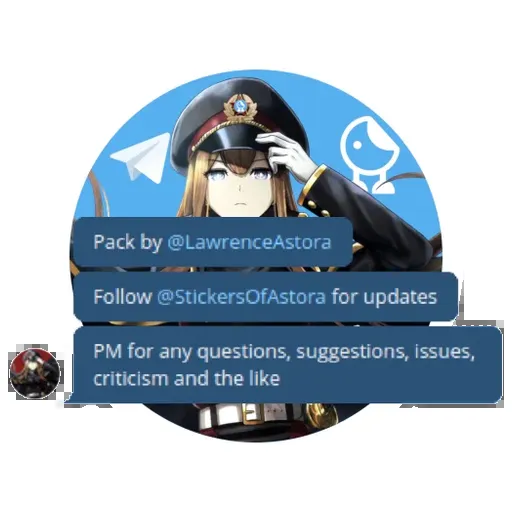 Pack by @LawrenceAstora
Follow @StickersOfAstora for updates
PM for any questions, suggestions, issues,
criticism and the like